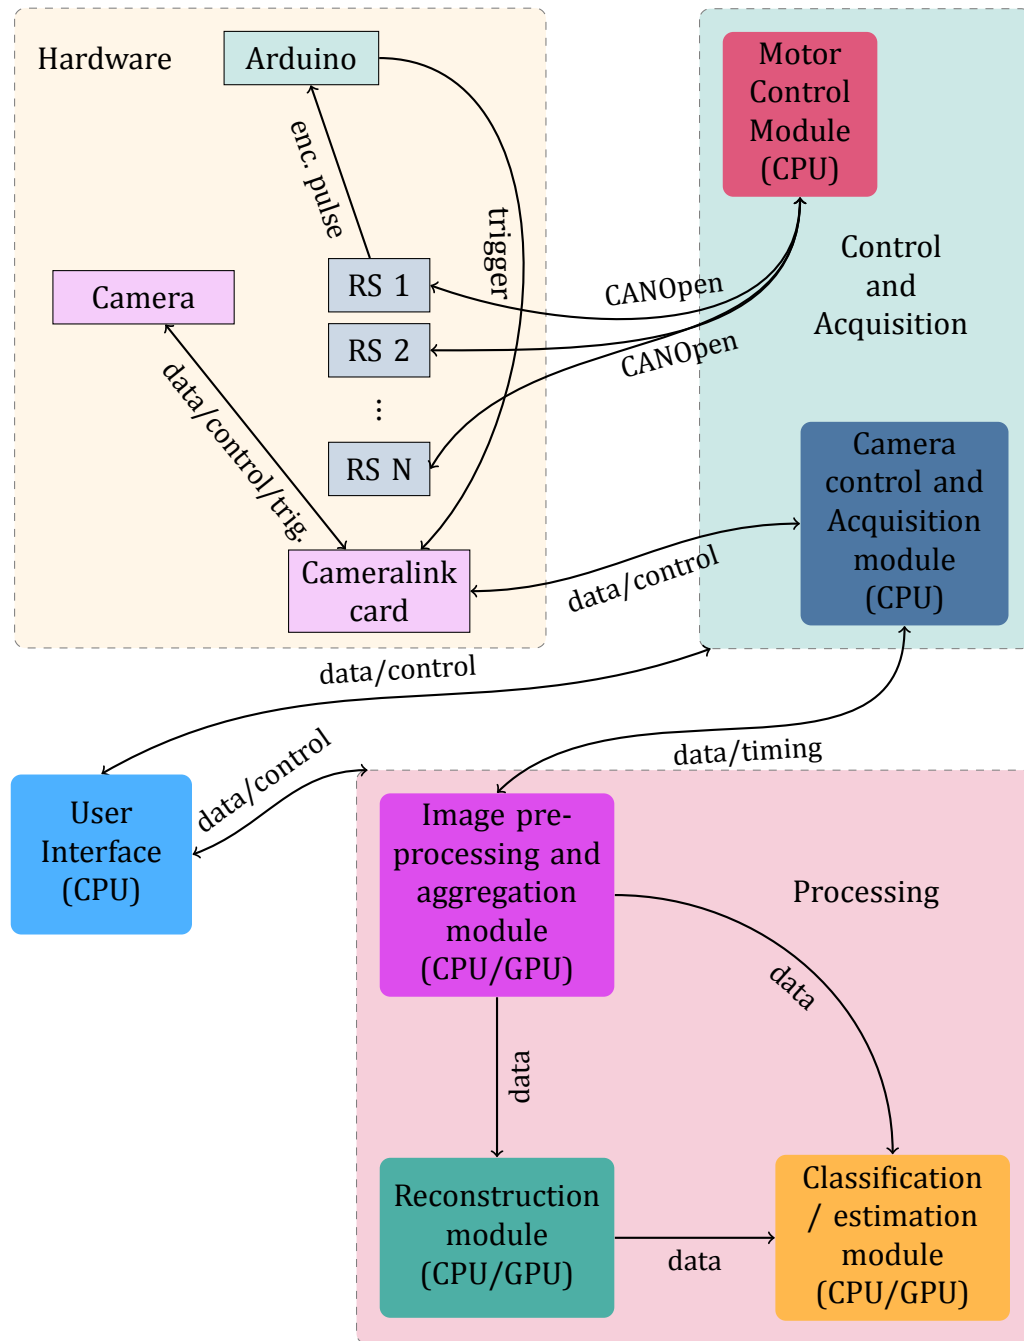 Hardware
Arduino
enc. pulse
trigger
Camera
RS 1
RS 2
...
RS N
data/control/trig.
Cameralink
card
Motor
Control
Module
(CPU)
Control
and
Acquisition
CANOpen
CANOpen
Camera
control and
Acquisition
module
(CPU)
data/control
data/control
data/timing
data/control
User
Interface
(CPU)
Image pre-
processing and
aggregation
module
(CPU/GPU)
Processing
data
data
Reconstruction
module
(CPU/GPU)
data
Classification
/ estimation
module
(CPU/GPU)